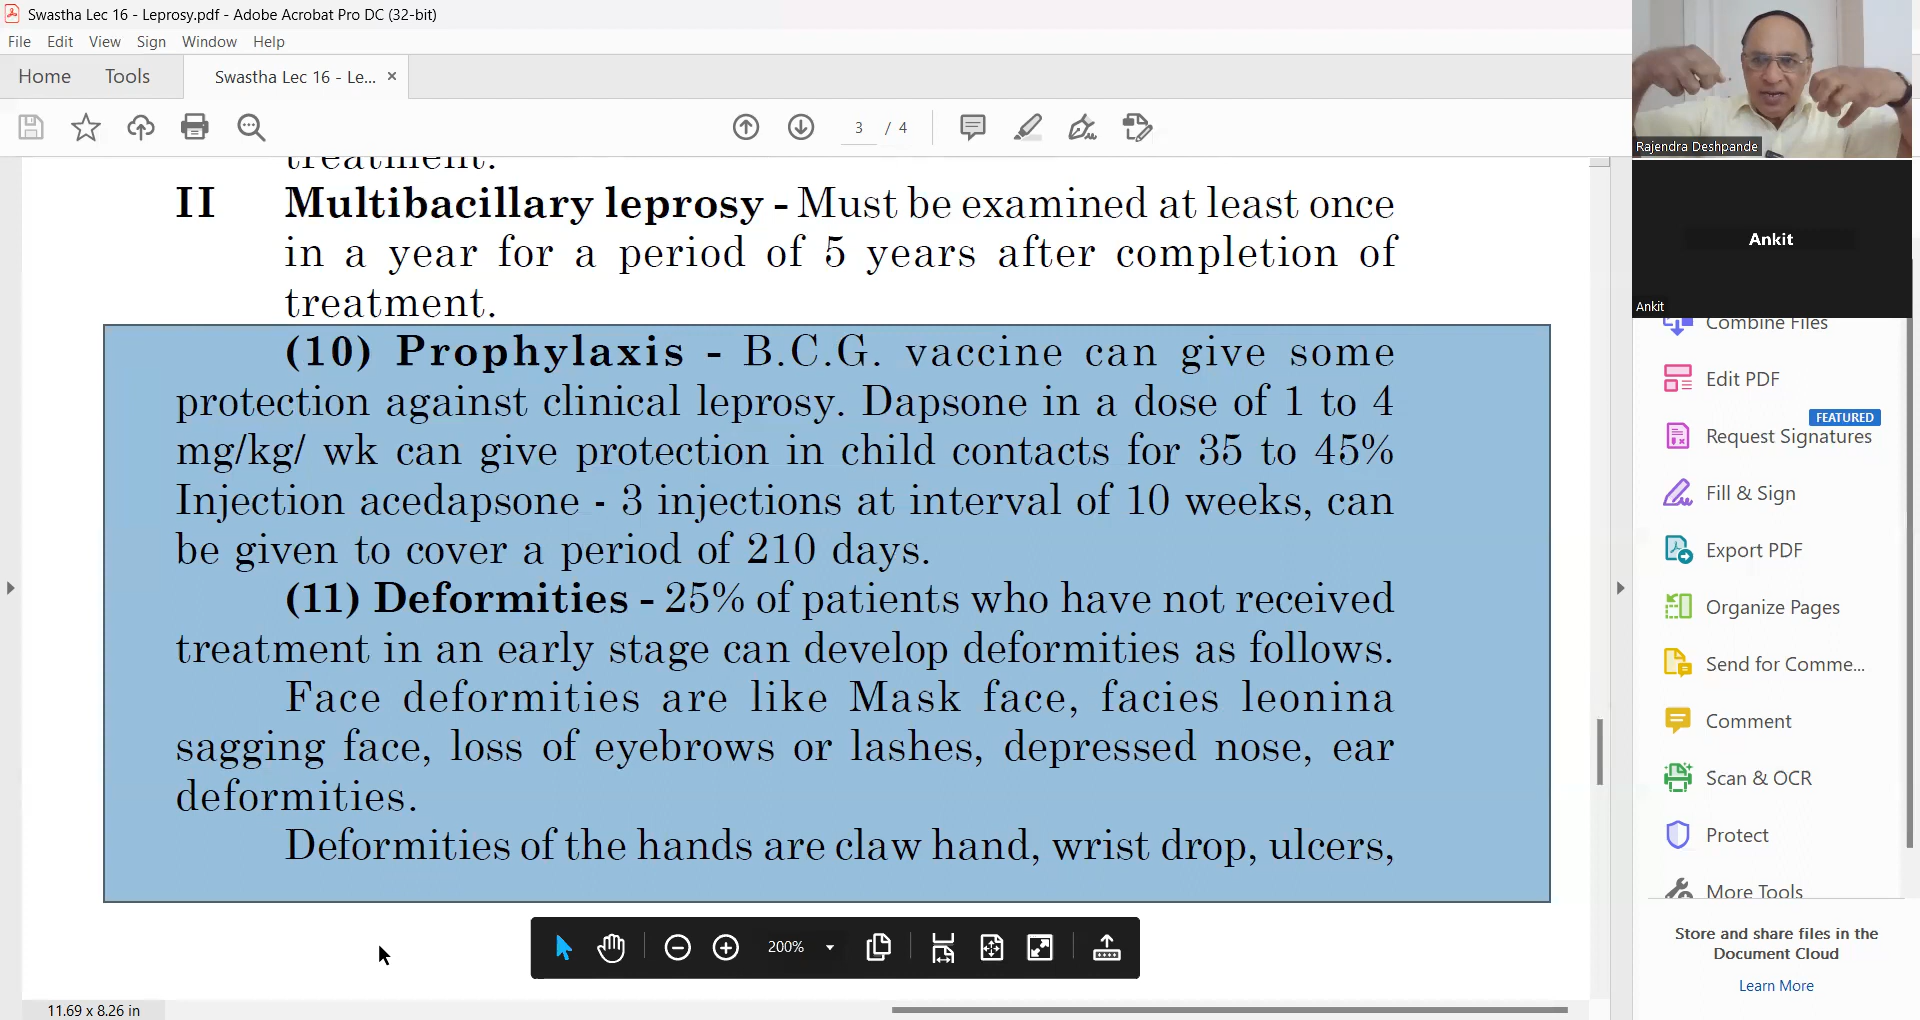 Swastha Lec 16 - Leprosy.pdf - Adobe Acrobat Pro DC (32-bit)
File Edit View Sign Window Help
Home Tools Swastha Lec 16 - Le... ×
3 / 4
treatment.
II Multibacillary leprosy - Must be examined at least once
in a year for a period of 5 years after completion of
treatment.
(10) Prophylaxis - B.C.G. vaccine can give some
protection against clinical leprosy. Dapsone in a dose of 1 to 4
mg/kg/ wk can give protection in child contacts for 35 to 45%
Injection acedapsone - 3 injections at interval of 10 weeks, can
be given to cover a period of 210 days.
(11) Deformities - 25% of patients who have not received
treatment in an early stage can develop deformities as follows.
Face deformities are like Mask face, facies leonina
sagging face, loss of eyebrows or lashes, depressed nose, ear
deformities.
Deformities of the hands are claw hand, wrist drop, ulcers,
200%
11.69 x 8.26 in
Rajendra Deshpande
Ankit
Ankit
Combine Files
Edit PDF
FEATURED
Request Signatures
Fill & Sign
Export PDF
Organize Pages
Send for Comme...
Comment
Scan & OCR
Protect
More Tools
Store and share files in the
Document Cloud
Learn More